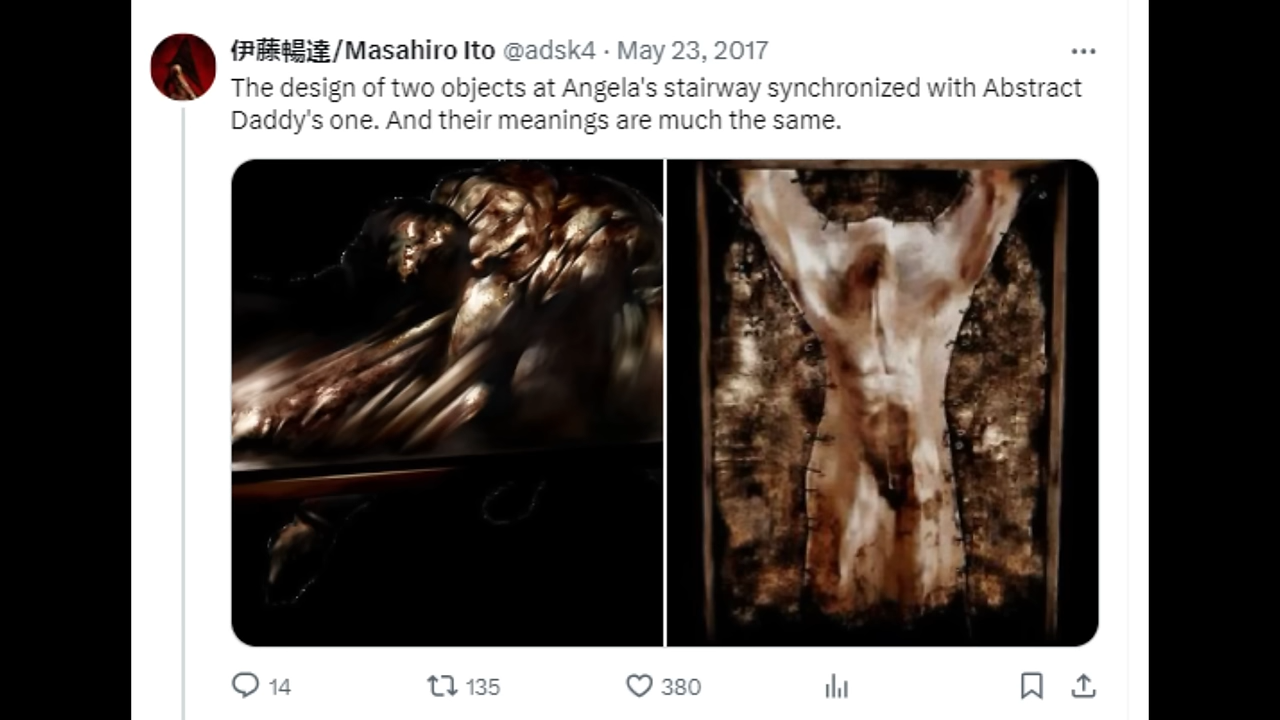 伊藤暢達/Masahiro Ito @adsk4 · May 23, 2017
The design of two objects at Angela's stairway synchronized with Abstract
Daddy's one. And their meanings are much the same.
14 135 380